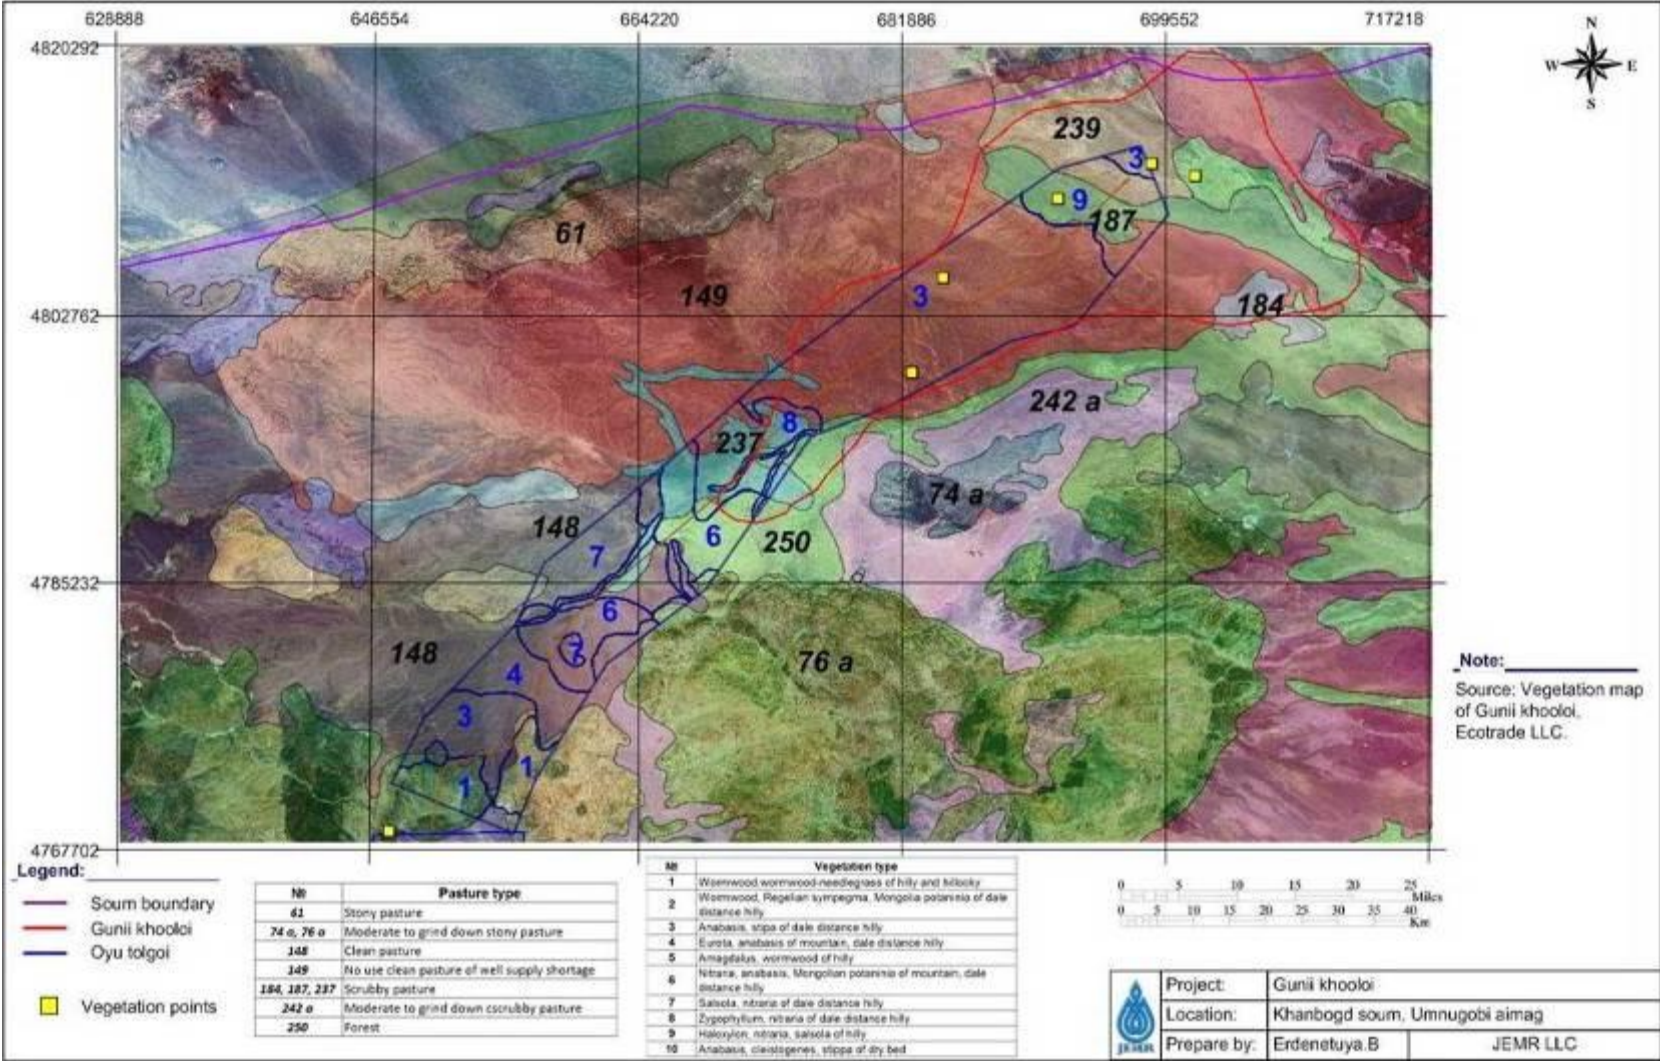 628888 646554 664220 681886 699552 717218
N
W E
S
4820292
4802762
4785232
4767702
239
3
9
187
61
149
3
184
242 a
8
237
74 a
148
6
250
7
6
148
7
4
76 a
3
1
1
Note:
Source: Vegetation map
of Gunii khooloi,
Ecotrade LLC.
Legend:
Soum boundary
Gunii khooloi
Oyu tolgoi
Vegetation points
№ Pasture type
61 Stony pasture
74 a, 76 a Moderate to grind down stony pasture
148 Clean pasture
149 No use clean pasture of well supply shortage
184, 187, 237 Scrubby pasture
242 a Moderate to grind down cscrubby pasture
250 Forest
№ Vegetation type
1 Wormwood,wormwood-needlegrass of hilly and hillocky
2 Wormwood, Regelian sympegma, Mongolia potaninia of dale
distance hilly
3 Anabasis, stipa of dale distance hilly
4 Eurota, anabasis of mountain, dale distance hilly
5 Amagdalus, wormwood of hilly
6 Nitraria, anabasis, Mongolian potaninia of mountain, dale
distance hilly
7 Salsola, nitraria of dale distance hilly
8 Zygophyllum, nitraria of dale distance hilly
9 Haloxylon, nitraria, salsola of hilly
10 Anabasis, cleistogenes, stippa of dry bed
0 5 10 15 20 25
Miles
0 5 10 15 20 25 30 35 40
Km
JEMR
Project: Gunii khooloi
Location: Khanbogd soum, Umnugobi aimag
Prepare by: Erdenetuya.B JEMR LLC